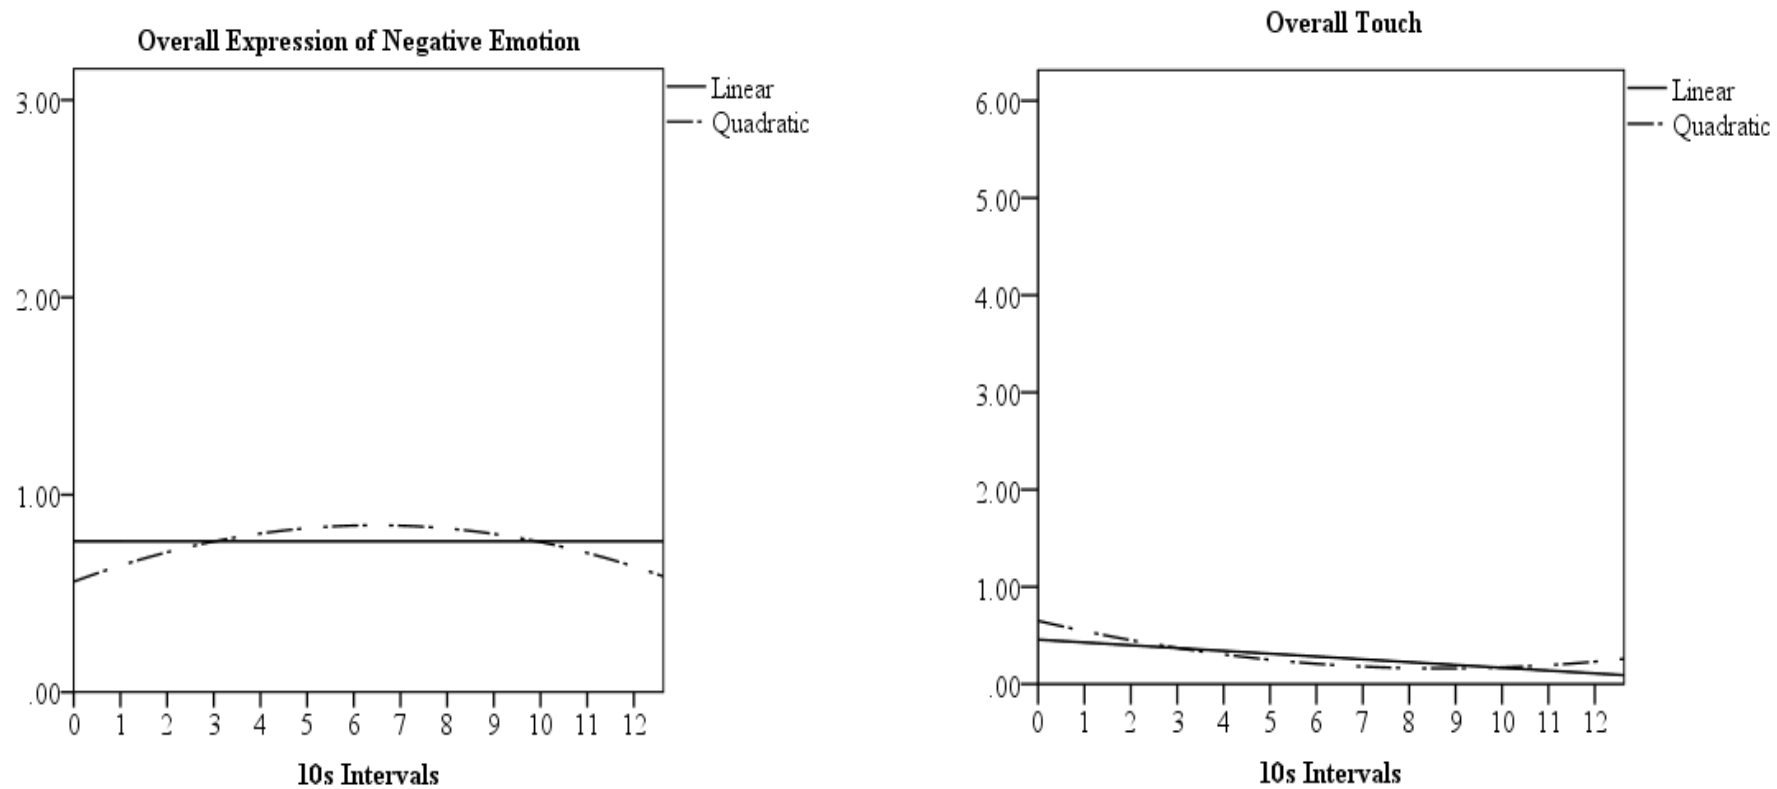 Overall Expression of Negative Emotion
Linear
Quadratic
3.00
2.00
1.00
.00
0 1 2 3 4 5 6 7 8 9 10 11 12
10s Intervals
Overall Touch
Linear
Quadratic
6.00
5.00
4.00
3.00
2.00
1.00
.00
0 1 2 3 4 5 6 7 8 9 10 11 12
10s Intervals